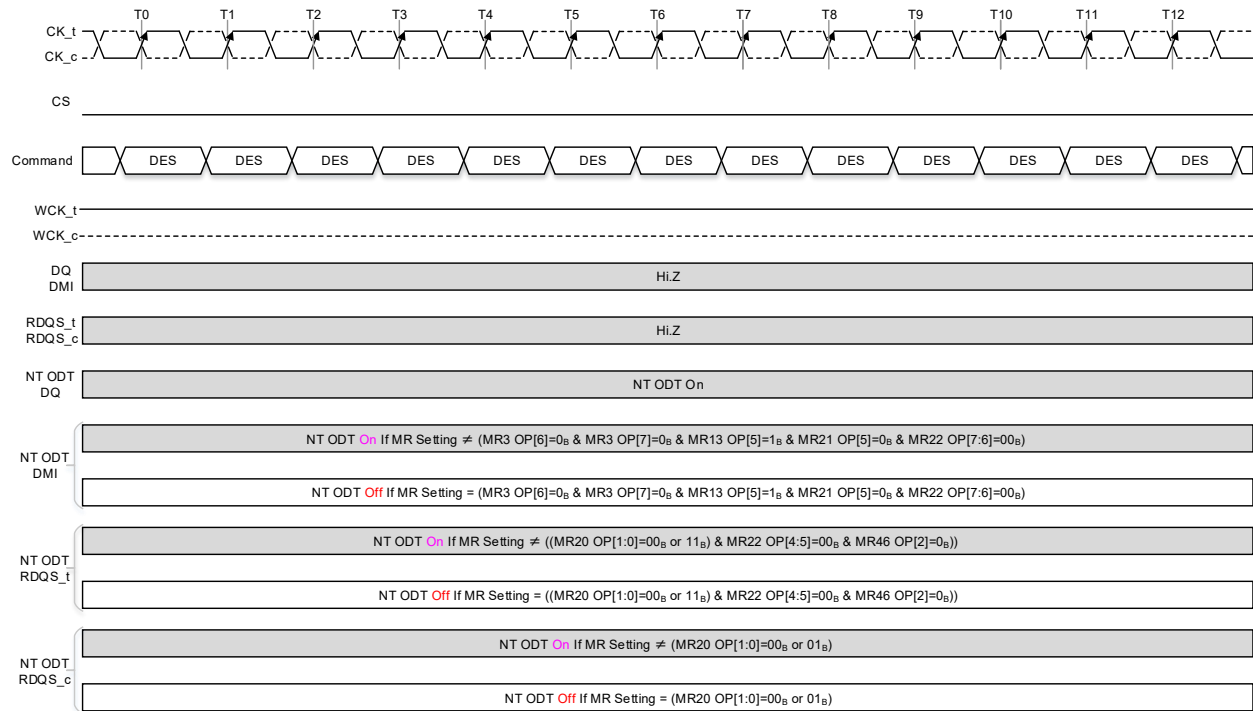 T0 T1 T2 T3 T4 T5 T6 T7 T8 T9 T10 T11 T12
CK_t
CK_c
CS
Command DES DES DES DES DES DES DES DES DES DES DES DES DES
WCK_t
WCK_c
DQ
DMI
Hi.Z
RDQS_t
RDQS_c
Hi.Z
NT ODT
DQ
NT ODT On
NT ODT
DMI
NT ODT On If MR Setting ≠ (MR3 OP[6]=0B & MR3 OP[7]=0B & MR13 OP[5]=1B & MR21 OP[5]=0B & MR22 OP[7:6]=00B)
NT ODT Off If MR Setting = (MR3 OP[6]=0B & MR3 OP[7]=0B & MR13 OP[5]=1B & MR21 OP[5]=0B & MR22 OP[7:6]=00B)
NT ODT
RDQS_t
NT ODT On If MR Setting ≠ ((MR20 OP[1:0]=00B or 11B) & MR22 OP[4:5]=00B & MR46 OP[2]=0B))
NT ODT Off If MR Setting = ((MR20 OP[1:0]=00B or 11B) & MR22 OP[4:5]=00B & MR46 OP[2]=0B))
NT ODT
RDQS_c
NT ODT On If MR Setting ≠ (MR20 OP[1:0]=00B or 01B)
NT ODT Off If MR Setting = (MR20 OP[1:0]=00B or 01B)